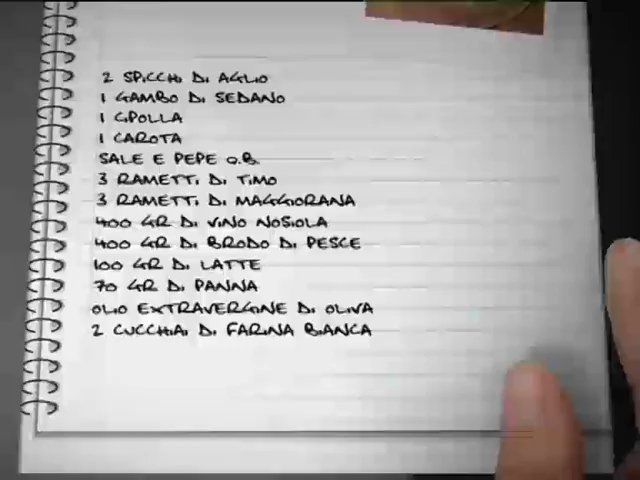 2 SPICCHI DI AGLIO
1 GAMBO DI SEDANO
1 CIPOLLA
1 CAROTA
SALE E PEPE Q.B.
3 RAMETTI DI TIMO
3 RAMETTI DI MAGGIORANA
400 GR DI VINO NOSIOLA
400 GR DI BRODO DI PESCE
100 GR DI LATTE
70 GR DI PANNA
OLIO EXTRAVERGINE DI OLIVA
2 CUCCHIAI DI FARINA BIANCA